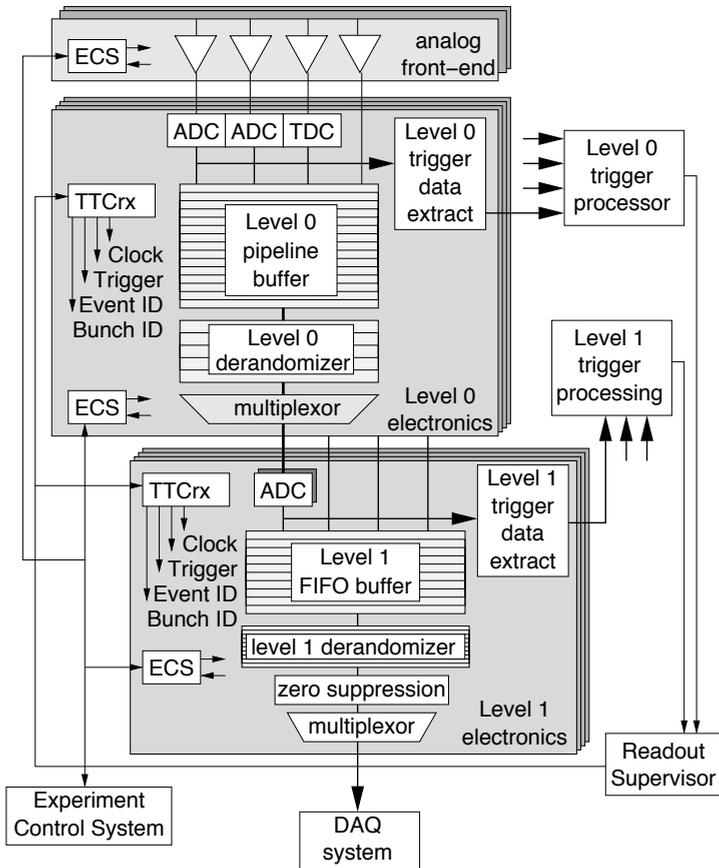 ECS
analog
front–end
ADC
ADC
TDC
Level 0
trigger
data
extract
Level 0
trigger
processor
TTCrx
Clock
Trigger
Event ID
Bunch ID
Level 0
pipeline
buffer
Level 0
derandomizer
Level 1
trigger
processing
ECS
multiplexor
Level 0
electronics
TTCrx
ADC
Level 1
trigger
data
extract
Clock
Trigger
Event ID
Bunch ID
Level 1
FIFO buffer
level 1 derandomizer
ECS
zero suppression
multiplexor
Level 1
electronics
Readout
Supervisor
Experiment
Control System
DAQ
system